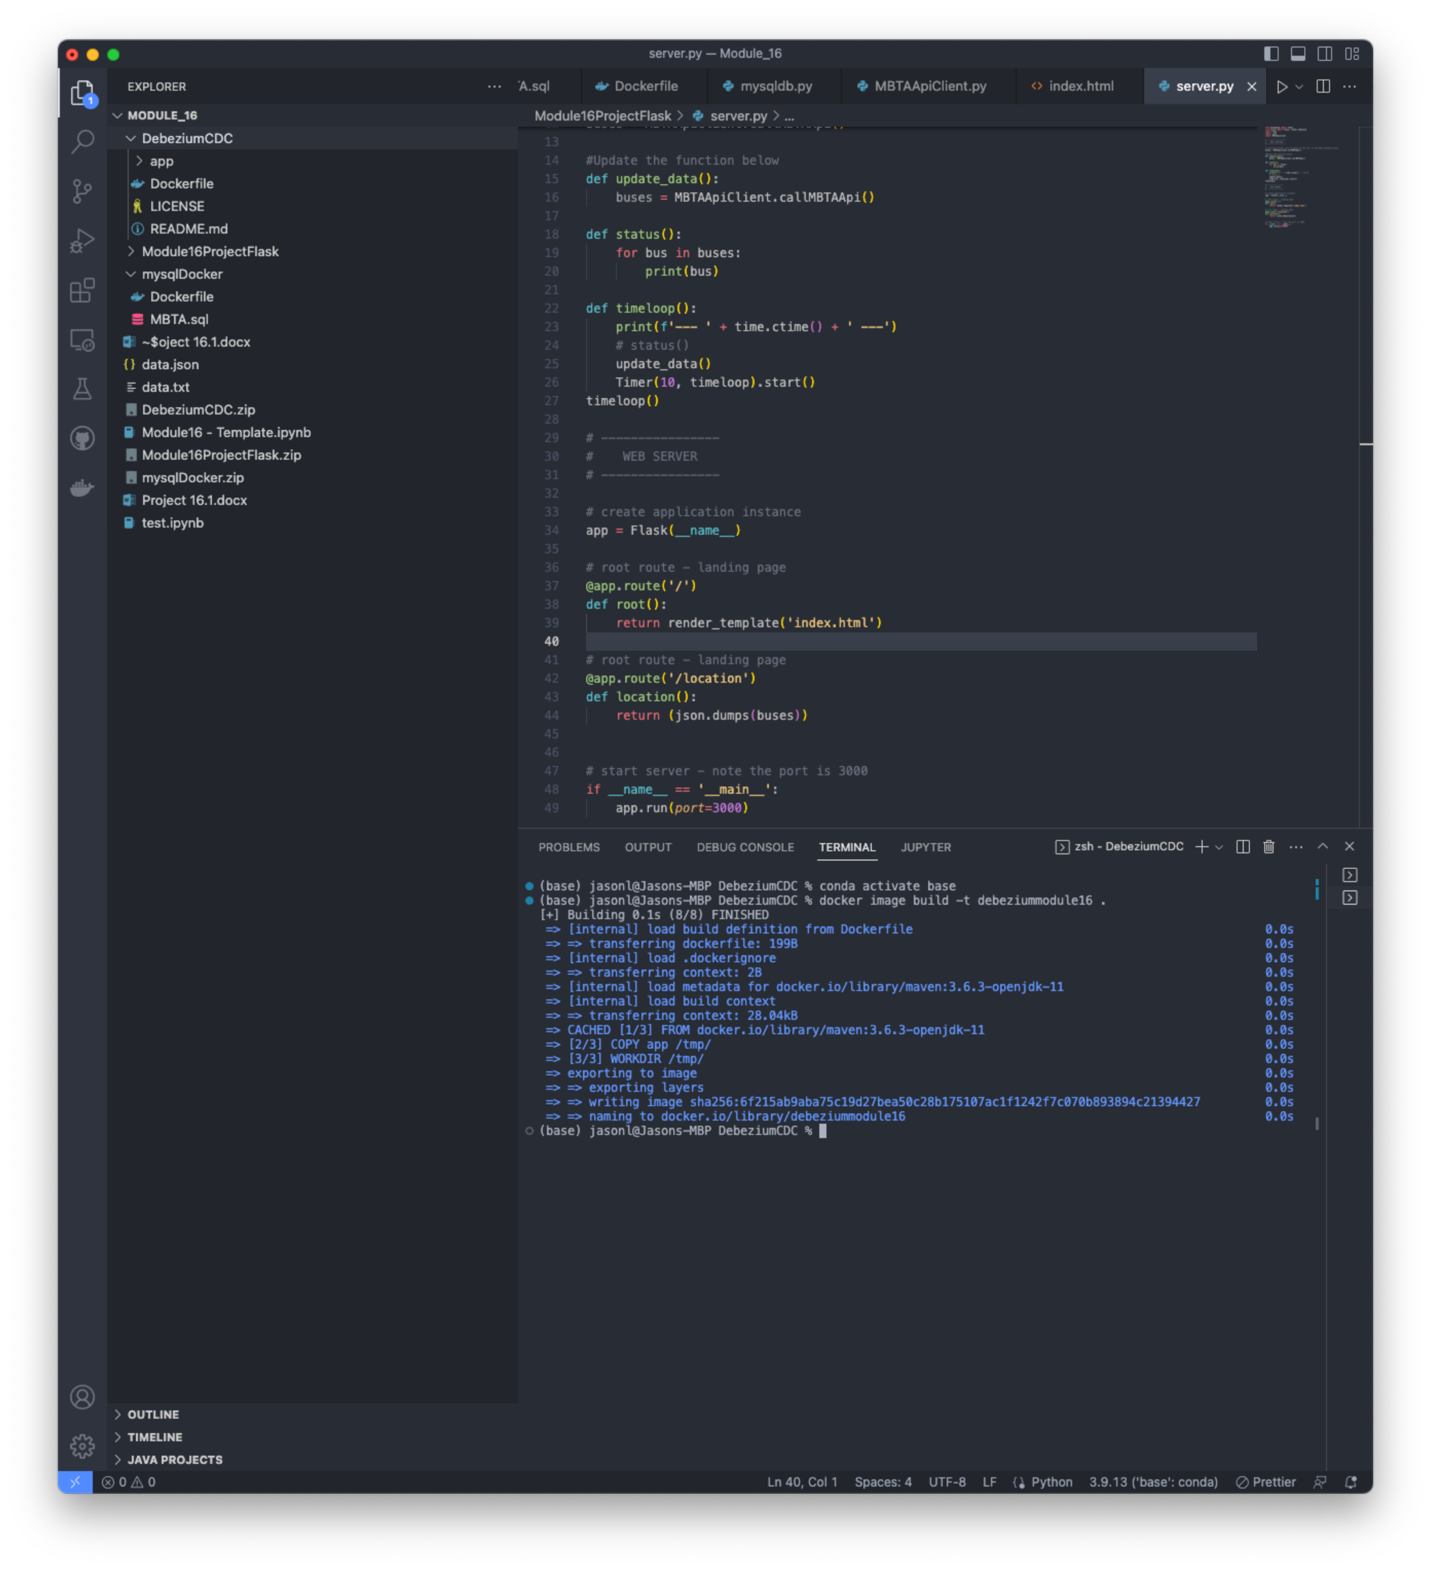 server.py — Module_16
EXPLORER
A.sql
Dockerfile
mysqldb.py
MBTAApiClient.py
index.html
server.py
1
MODULE_16
DebeziumCDC
app
Dockerfile
LICENSE
README.md
Module16ProjectFlask
mysqlDocker
Dockerfile
MBTA.sql
~$oject 16.1.docx
data.json
data.txt
DebeziumCDC.zip
Module16 - Template.ipynb
Module16ProjectFlask.zip
mysqlDocker.zip
Project 16.1.docx
test.ipynb
OUTLINE
TIMELINE
JAVA PROJECTS
Module16ProjectFlask > server.py > ...
13
14 #Update the function below
15 def update_data():
16     buses = MBTAApiClient.callMBTAApi()
17
18 def status():
19     for bus in buses:
20         print(bus)
21
22 def timeloop():
23     print(f'--- ' + time.ctime() + ' ---')
24     # status()
25     update_data()
26     Timer(10, timeloop).start()
27 timeloop()
28
29 # ----------------
30 #    WEB SERVER
31 # ----------------
32
33 # create application instance
34 app = Flask(__name__)
35
36 # root route - landing page
37 @app.route('/')
38 def root():
39     return render_template('index.html')
40
41 # root route - landing page
42 @app.route('/location')
43 def location():
44     return (json.dumps(buses))
45
46
47 # start server - note the port is 3000
48 if __name__ == '__main__':
49     app.run(port=3000)
PROBLEMS OUTPUT DEBUG CONSOLE TERMINAL JUPYTER
zsh - DebeziumCDC
(base) jasonl@Jasons-MBP DebeziumCDC % conda activate base
(base) jasonl@Jasons-MBP DebeziumCDC % docker image build -t debeziummodule16 .
[+] Building 0.1s (8/8) FINISHED
=> [internal] load build definition from Dockerfile 0.0s
=> => transferring dockerfile: 199B 0.0s
=> [internal] load .dockerignore 0.0s
=> => transferring context: 2B 0.0s
=> [internal] load metadata for docker.io/library/maven:3.6.3-openjdk-11 0.0s
=> [internal] load build context 0.0s
=> => transferring context: 28.04kB 0.0s
=> CACHED [1/3] FROM docker.io/library/maven:3.6.3-openjdk-11 0.0s
=> [2/3] COPY app /tmp/ 0.0s
=> [3/3] WORKDIR /tmp/ 0.0s
=> exporting to image 0.0s
=> => exporting layers 0.0s
=> => writing image sha256:6f215ab9aba75c19d27bea50c28b175107ac1f1242f7c070b893894c21394427 0.0s
=> => naming to docker.io/library/debeziummodule16 0.0s
(base) jasonl@Jasons-MBP DebeziumCDC %
0 0
Ln 40, Col 1 Spaces: 4 UTF-8 LF Python 3.9.13 ('base': conda) Prettier